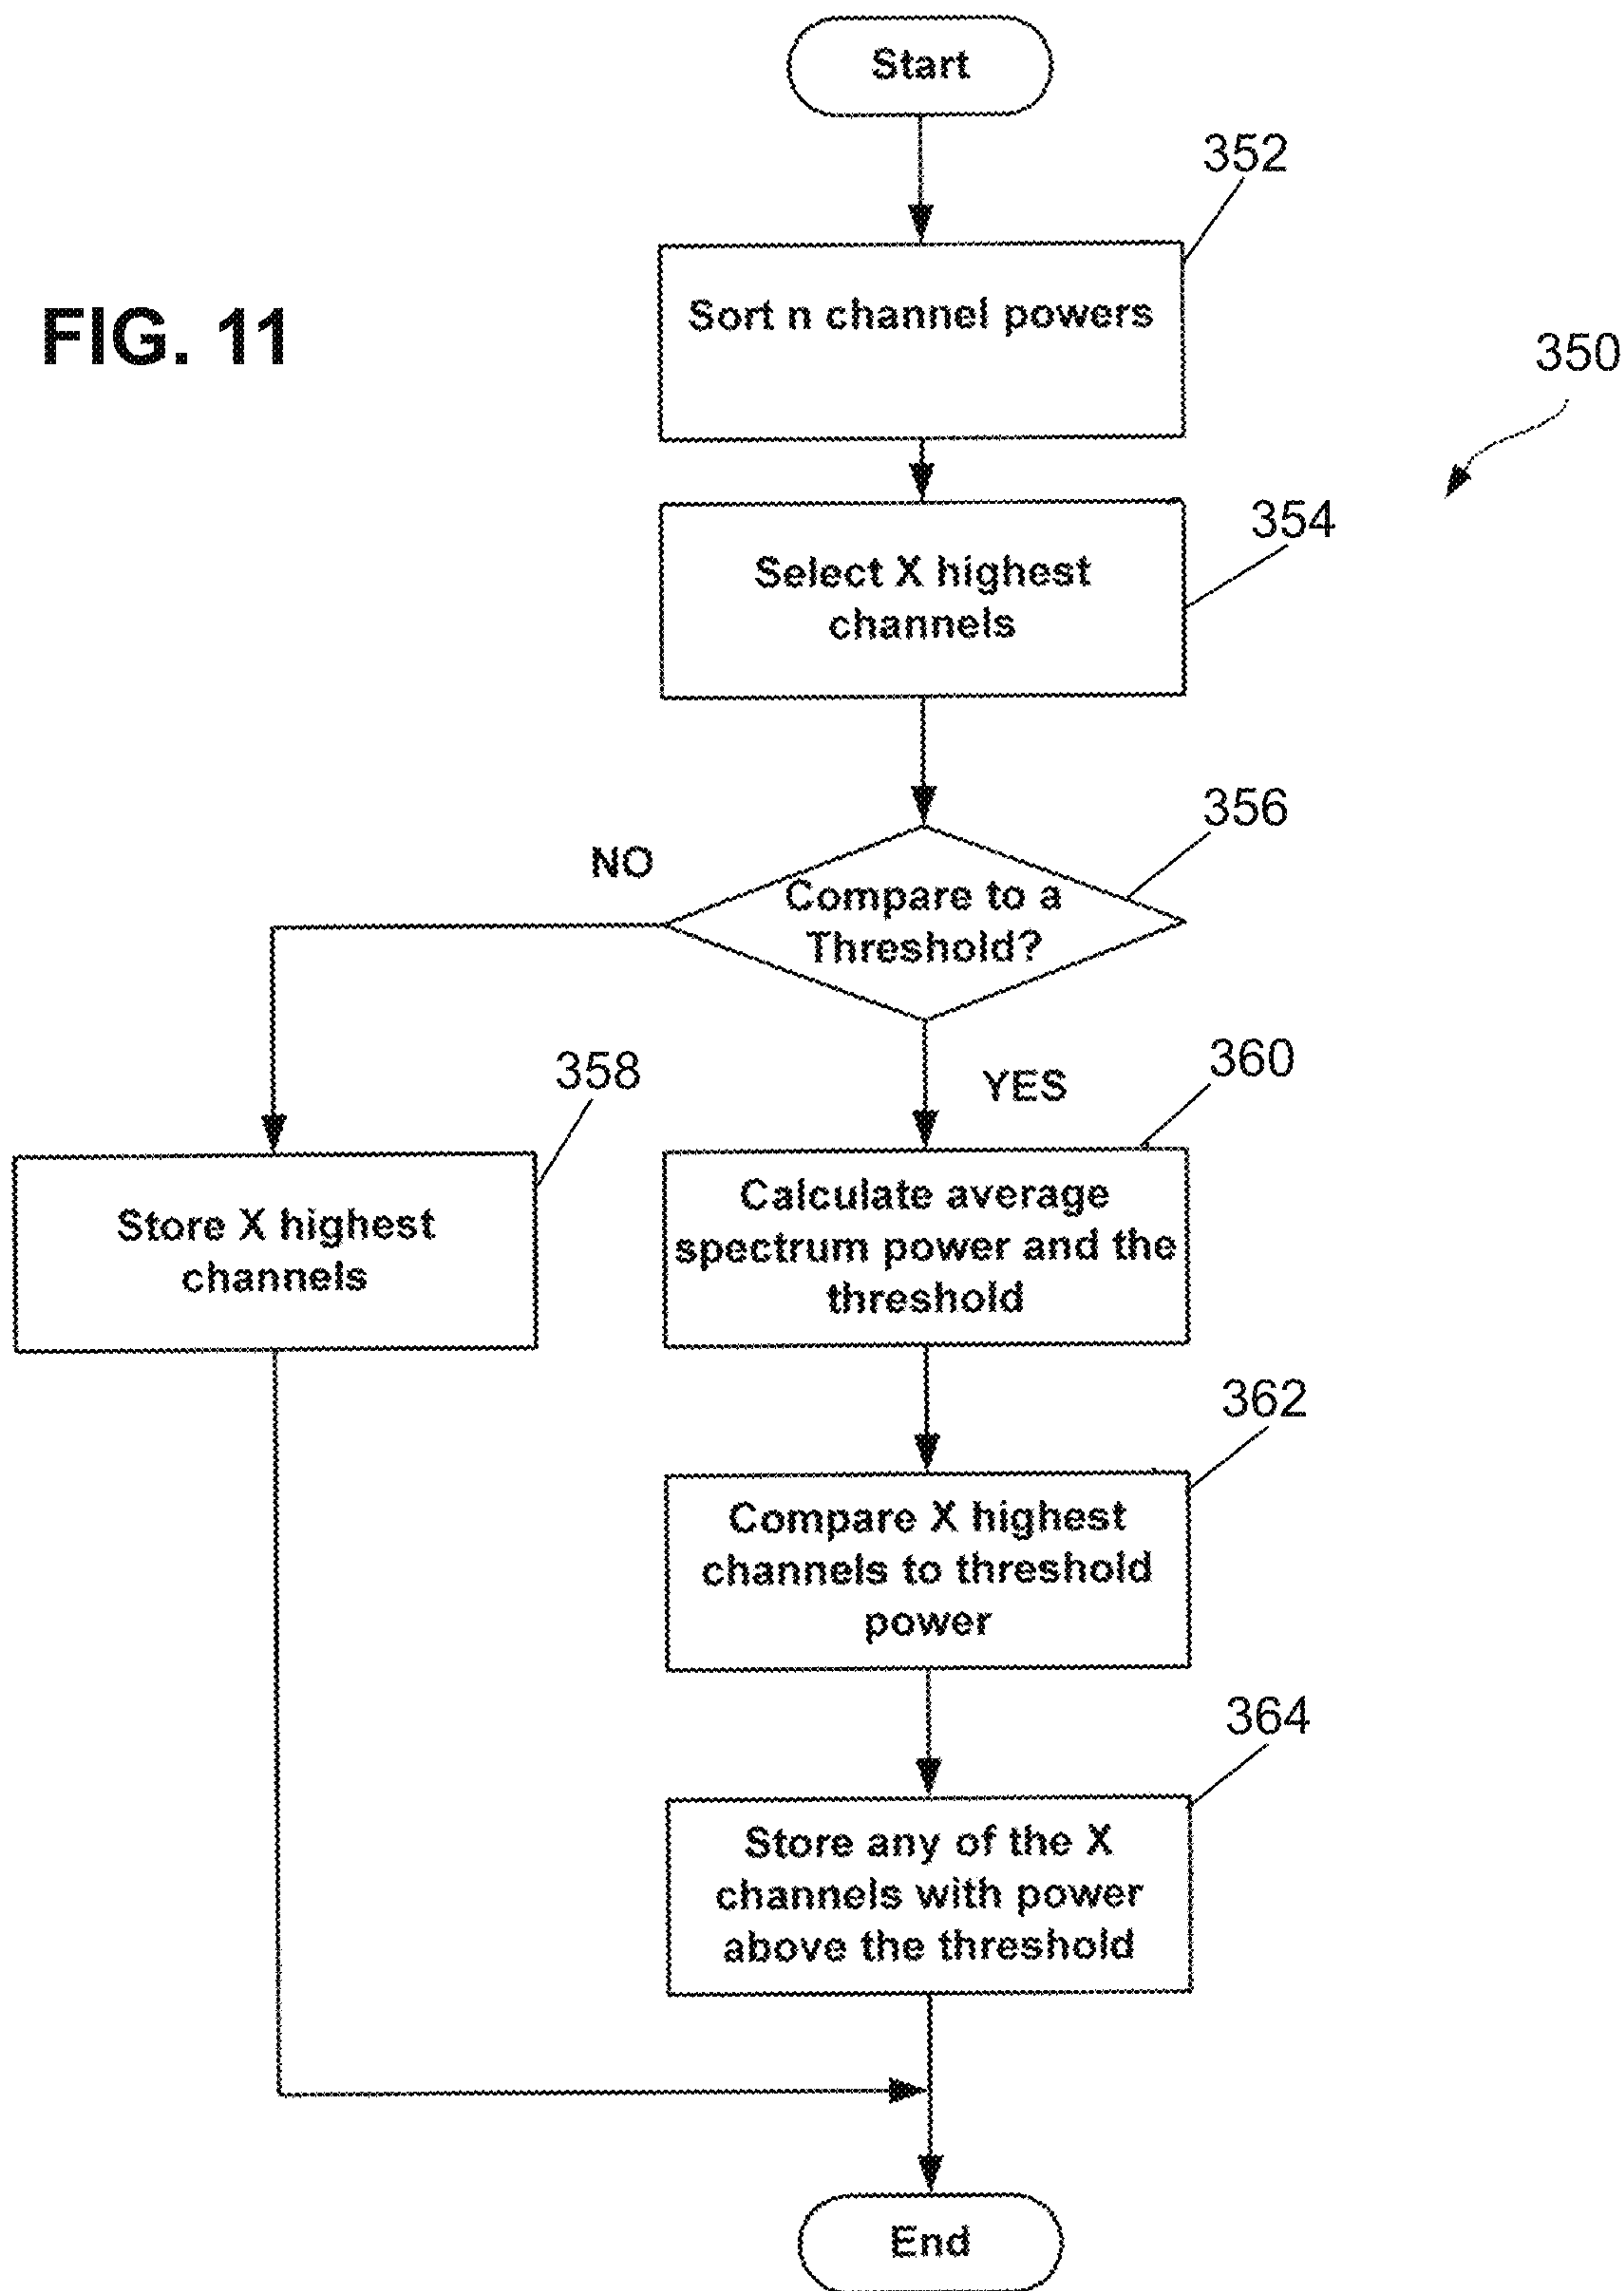 Start
352
Sort n channel powers
FIG. 11
350
354
Select X highest
channels
356
NO
Compare to a
Threshold?
358
YES
360
Store X highest
channels
Calculate average
spectrum power and the
threshold
362
Compare X highest
channels to threshold
power
364
Store any of the X
channels with power
above the threshold
End